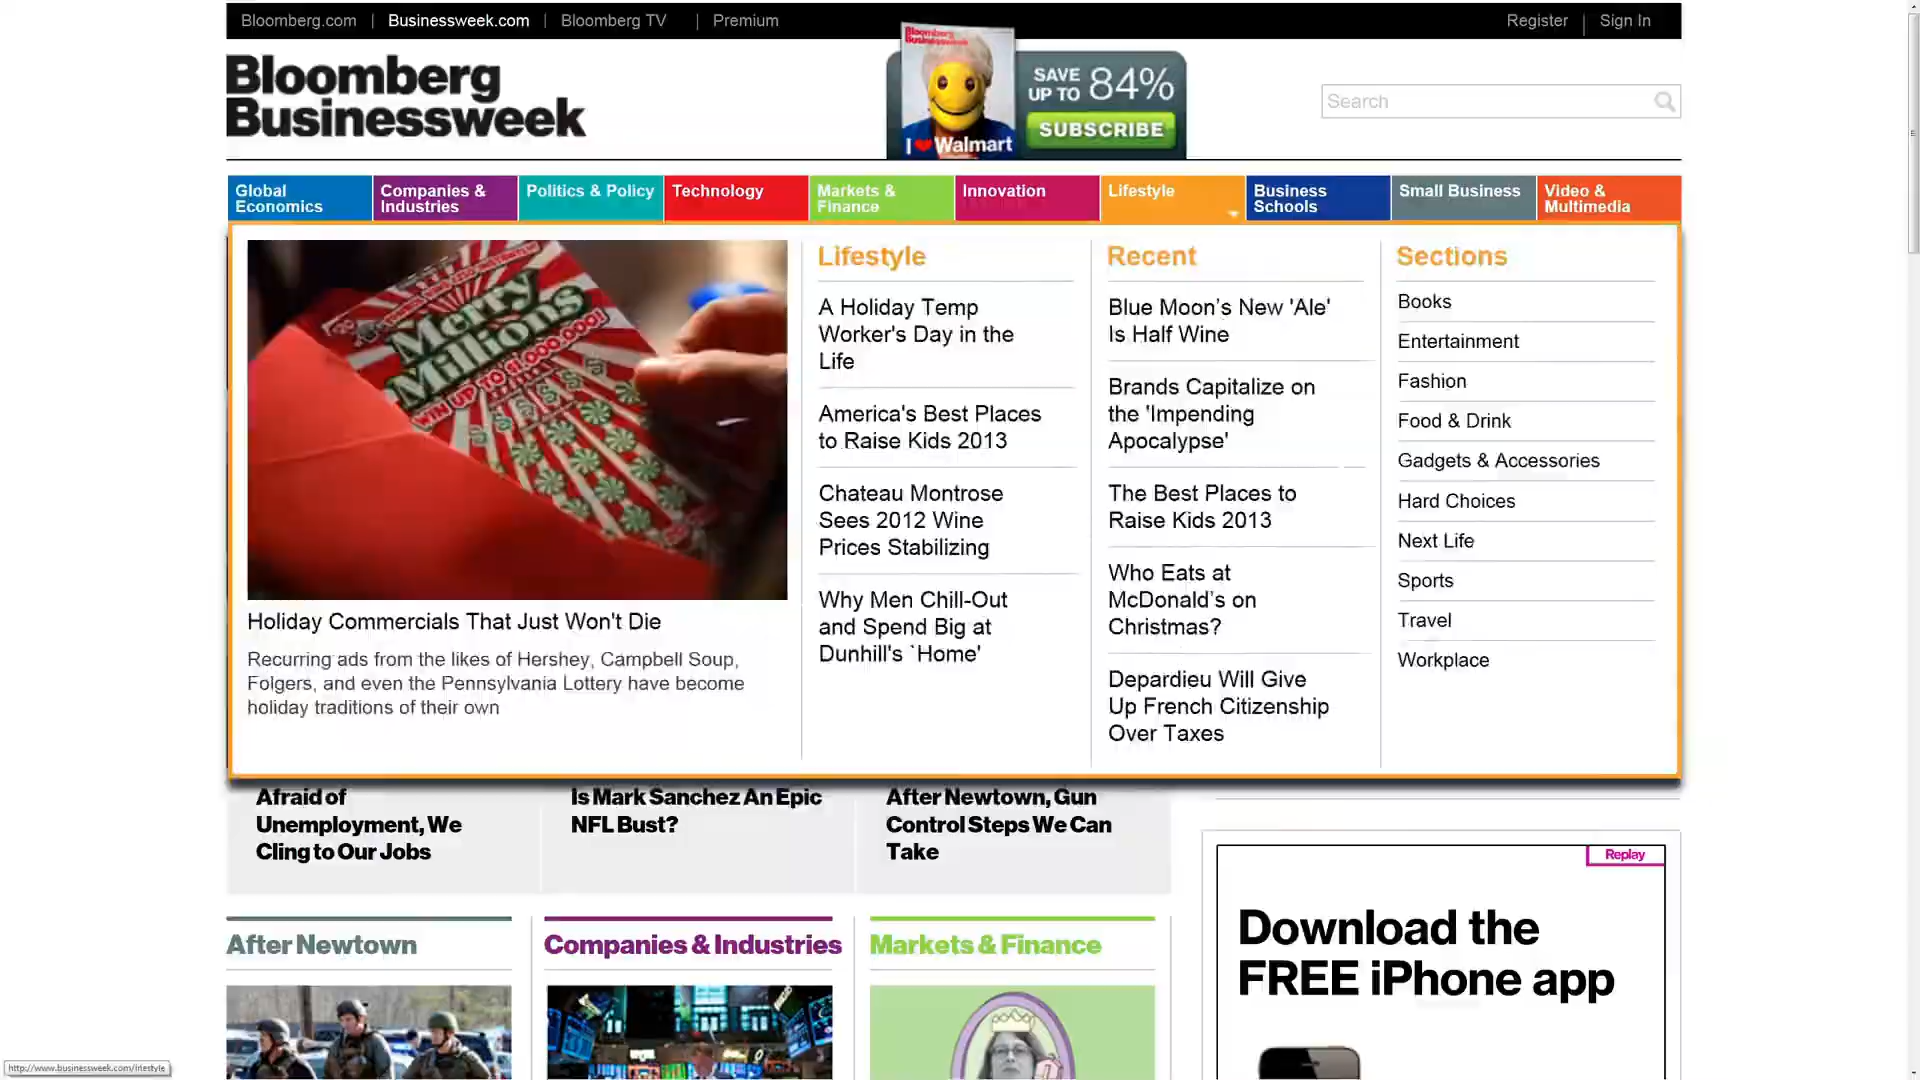 Bloomberg.com | Businessweek.com | Bloomberg TV | Premium
Register | Sign In
Bloomberg
Businessweek
Bloomberg
Businessweek
I ❤ Walmart
SAVE
UP TO 84%
SUBSCRIBE
Search
Global
Economics
Companies &
Industries
Politics & Policy
Technology
Markets &
Finance
Innovation
Lifestyle
Business
Schools
Small Business
Video &
Multimedia
Merry
Millions
WIN UP TO $1,000,000!
Holiday Commercials That Just Won't Die
Recurring ads from the likes of Hershey, Campbell Soup,
Folgers, and even the Pennsylvania Lottery have become
holiday traditions of their own
Lifestyle
A Holiday Temp
Worker's Day in the
Life
America's Best Places
to Raise Kids 2013
Chateau Montrose
Sees 2012 Wine
Prices Stabilizing
Why Men Chill-Out
and Spend Big at
Dunhill's `Home'
Recent
Blue Moon’s New 'Ale'
Is Half Wine
Brands Capitalize on
the 'Impending
Apocalypse'
The Best Places to
Raise Kids 2013
Who Eats at
McDonald’s on
Christmas?
Depardieu Will Give
Up French Citizenship
Over Taxes
Sections
Books
Entertainment
Fashion
Food & Drink
Gadgets & Accessories
Hard Choices
Next Life
Sports
Travel
Workplace
Afraid of
Unemployment, We
Cling to Our Jobs
Is Mark Sanchez An Epic
NFL Bust?
After Newtown, Gun
Control Steps We Can
Take
After Newtown
Companies & Industries
Markets & Finance
Replay
Download the
FREE iPhone app
http://www.businessweek.com/lifestyle